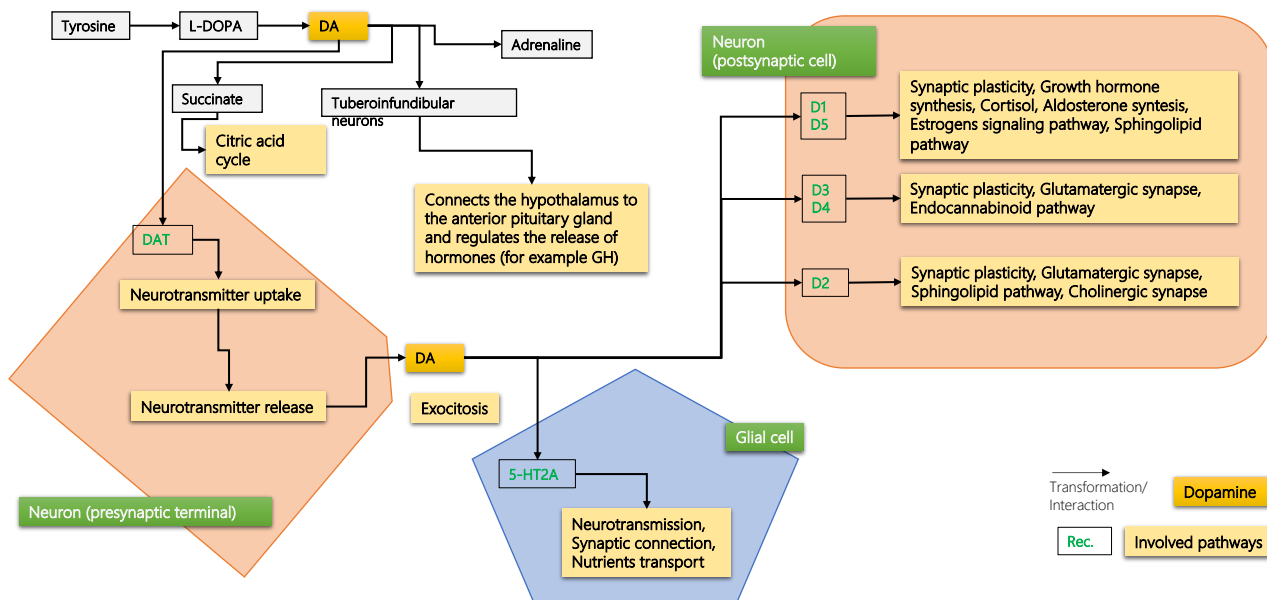 Tyrosine
L-DOPA
DA
Adrenaline
Succinate
Tuberoinfundibular
neurons
Citric acid
cycle
Connects the hypothalamus to
the anterior pituitary gland
and regulates the release of
hormones (for example GH)
DAT
Neurotransmitter uptake
Neurotransmitter release
Neuron (presynaptic terminal)
DA
Exocitosis
Neuron
(postsynaptic cell)
D1
D5
Synaptic plasticity, Growth hormone
synthesis, Cortisol, Aldosterone syntesis,
Estrogens signaling pathway, Sphingolipid
pathway
D3
D4
Synaptic plasticity, Glutamatergic synapse,
Endocannabinoid pathway
D2
Synaptic plasticity, Glutamatergic synapse,
Sphingolipid pathway, Cholinergic synapse
Glial cell
5-HT2A
Neurotransmission,
Synaptic connection,
Nutrients transport
Transformation/
Interaction
Dopamine
Rec.
Involved pathways